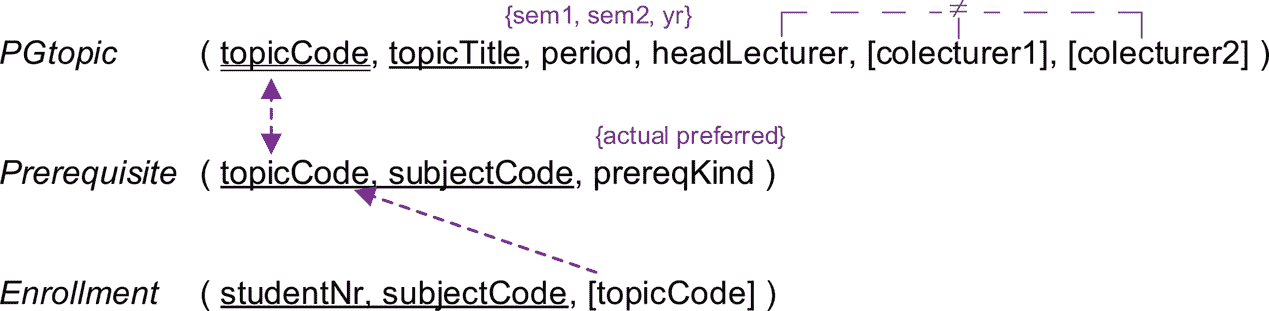 {sem1, sem2, yr} ≠
PGtopic ( topicCode, topicTitle, period, headLecturer, [colecturer1], [colecturer2] )
{actual preferred}
Prerequisite ( topicCode, subjectCode, prereqKind )
Enrollment ( studentNr, subjectCode, [topicCode] )